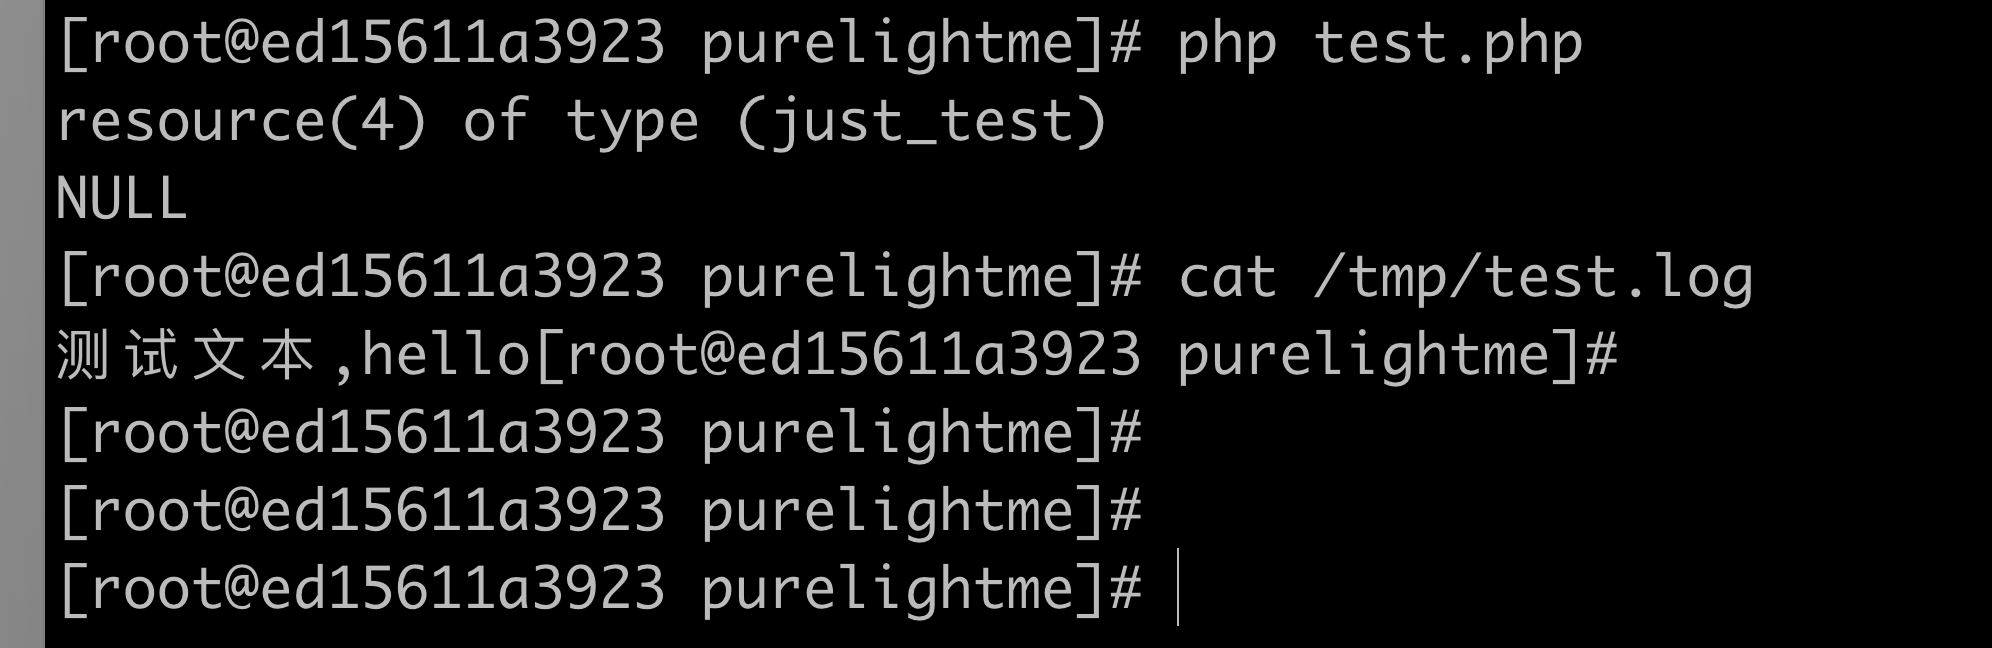 [root@ed15611a3923 purelightme]# php test.php
resource(4) of type (just_test)
NULL
[root@ed15611a3923 purelightme]# cat /tmp/test.log
测试文本,hello[root@ed15611a3923 purelightme]#
[root@ed15611a3923 purelightme]#
[root@ed15611a3923 purelightme]#
[root@ed15611a3923 purelightme]#